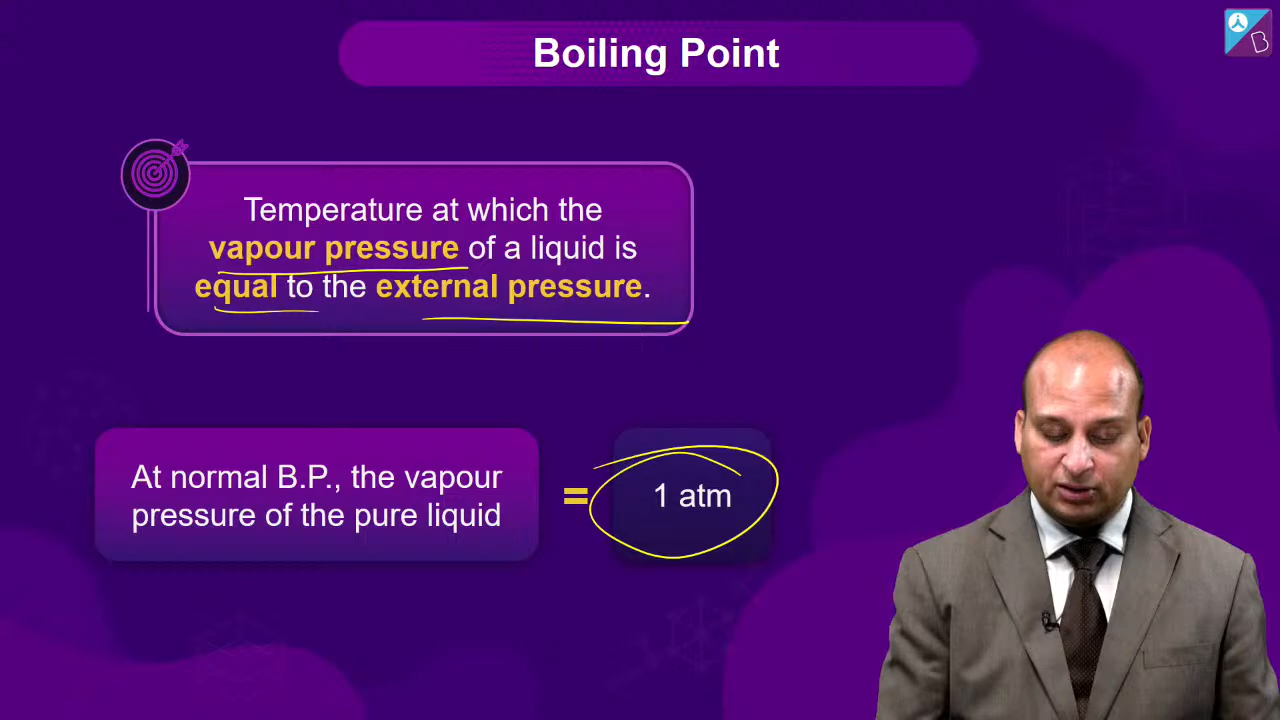 Boiling Point
Temperature at which the
vapour pressure of a liquid is
equal to the external pressure.
At normal B.P., the vapour
pressure of the pure liquid
=
1 atm
B